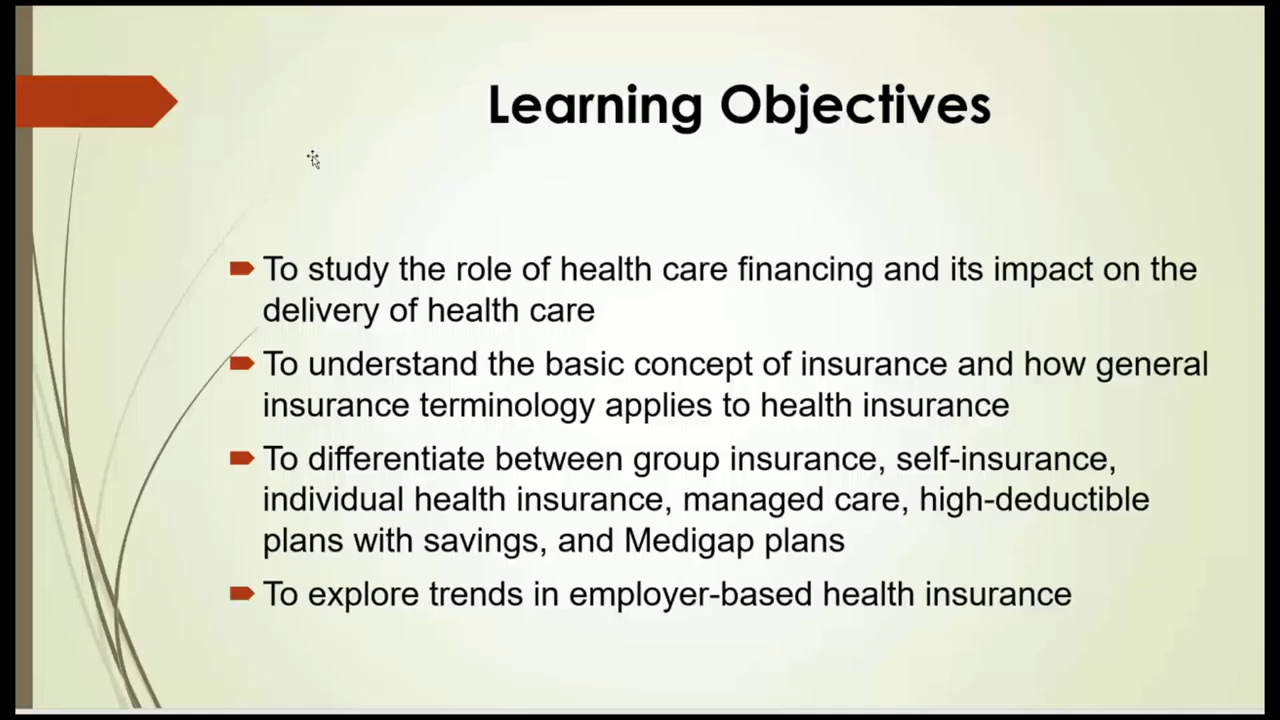 Learning Objectives
To study the role of health care financing and its impact on the
delivery of health care
To understand the basic concept of insurance and how general
insurance terminology applies to health insurance
To differentiate between group insurance, self-insurance,
individual health insurance, managed care, high-deductible
plans with savings, and Medigap plans
To explore trends in employer-based health insurance